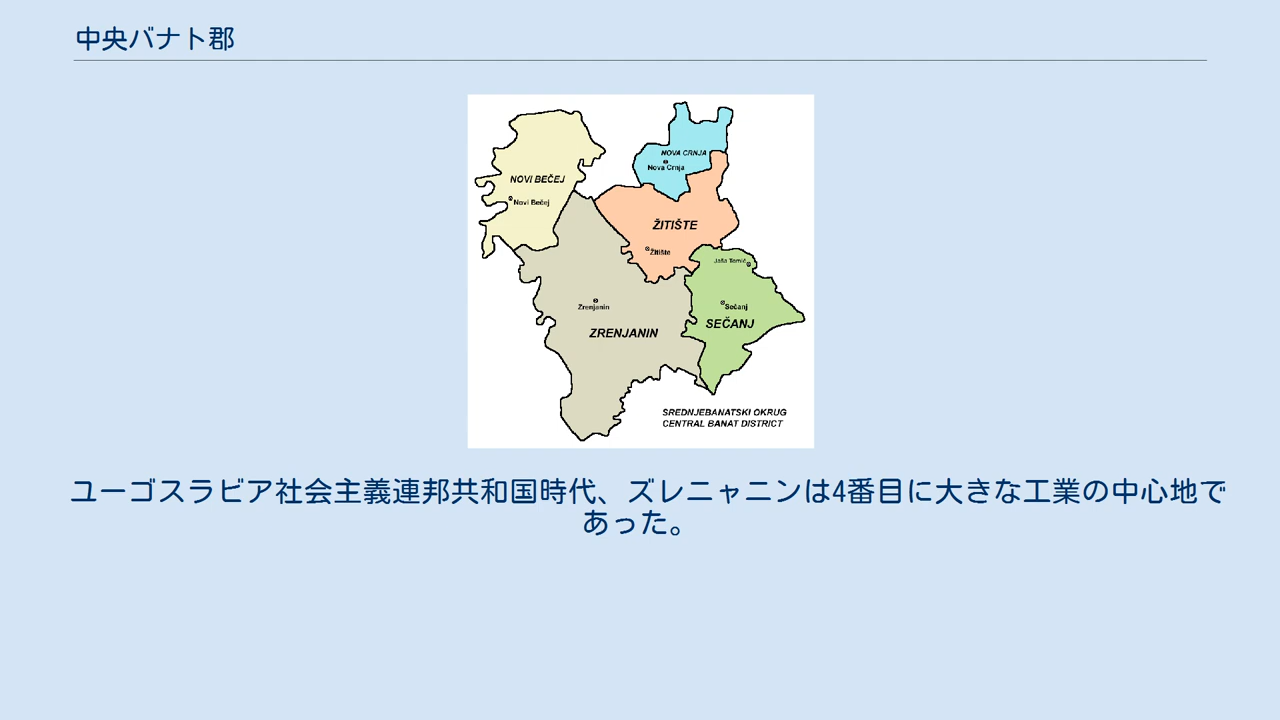 中央バナト郡
NOVI BEČEJ
Novi Bečej
NOVA CRNJA
Nova Crnja
ŽITIŠTE
Žitište
Jaša Tomić
Sečanj
SEČANJ
Zrenjanin
ZRENJANIN
SREDNJEBANATSKI OKRUG
CENTRAL BANAT DISTRICT
ユーゴスラビア社会主義連邦共和国時代、ズレニャニンは4番目に大きな工業の中心地で
あった。